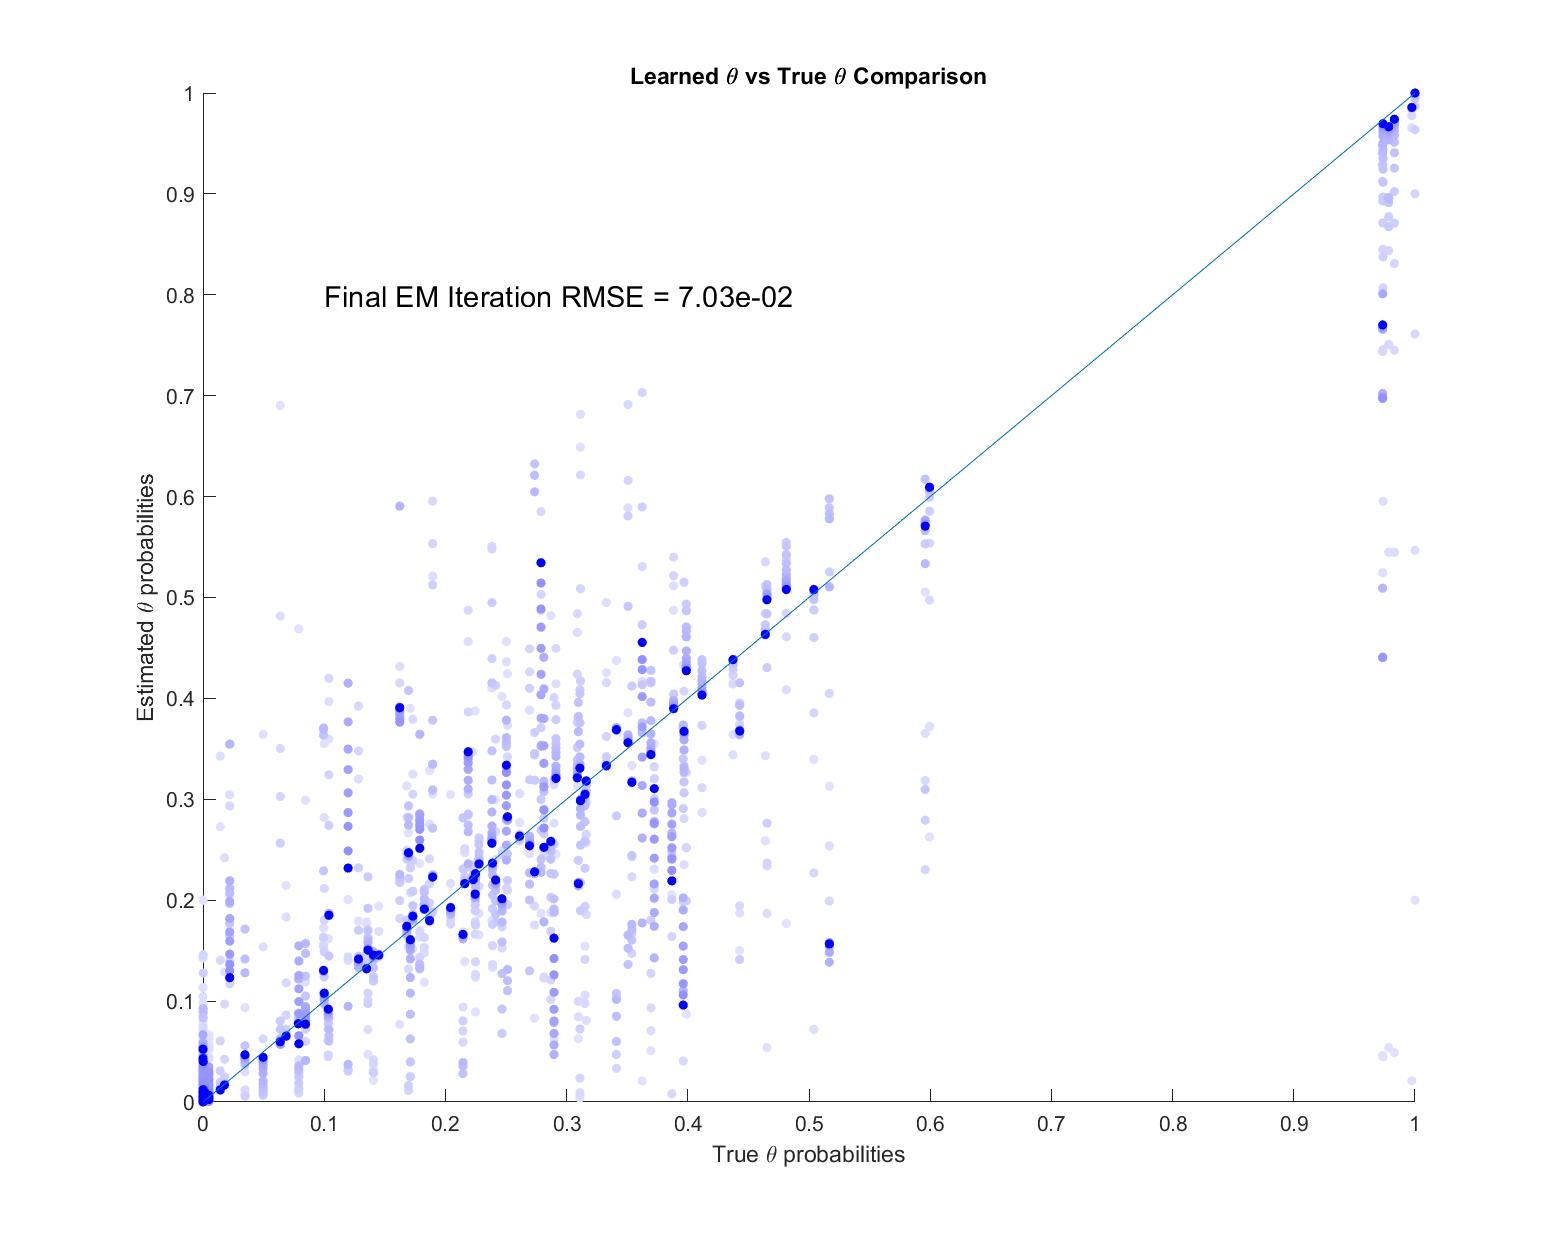 Learned θ vs True θ Comparison
1
0.9
0.8
0.7
0.6
0.5
0.4
0.3
0.2
0.1
0
Final EM Iteration RMSE = 7.03e-02
Estimated θ probabilities
0 0.1 0.2 0.3 0.4 0.5 0.6 0.7 0.8 0.9 1
True θ probabilities